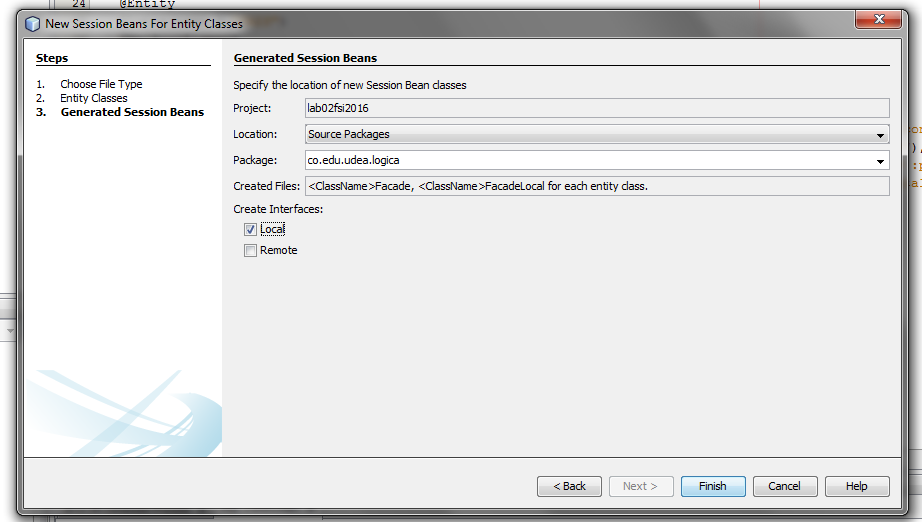 24 @Entity
New Session Beans For Entity Classes
Steps
1. Choose File Type
2. Entity Classes
3. Generated Session Beans
Generated Session Beans
Specify the location of new Session Bean classes
Project: lab02fsi2016
Location: Source Packages
Package: co.edu.udea.logica
Created Files: <ClassName>Facade, <ClassName>FacadeLocal for each entity class.
Create Interfaces:
Local
Remote
< Back Next > Finish Cancel Help